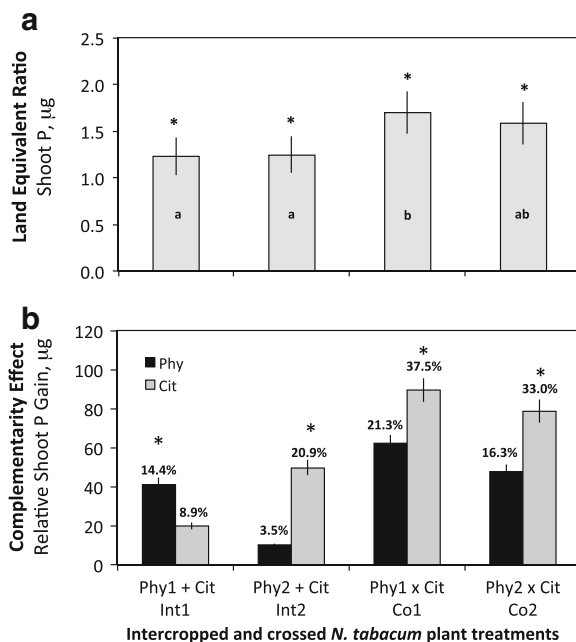 a
Land Equivalent Ratio
Shoot P, µg
2.5
2.0
1.5
1.0
0.5
0.0
* * * *
a a b ab
b
Complementarity Effect
Relative Shoot P Gain, µg
120
100
80
60
40
20
0
Phy
Cit
* * * *
14.4% 8.9% 3.5% 20.9% 21.3% 37.5% 16.3% 33.0%
Phy1 + Cit Phy2 + Cit Phy1 x Cit Phy2 x Cit
Int1 Int2 Co1 Co2
Intercropped and crossed N. tabacum plant treatments